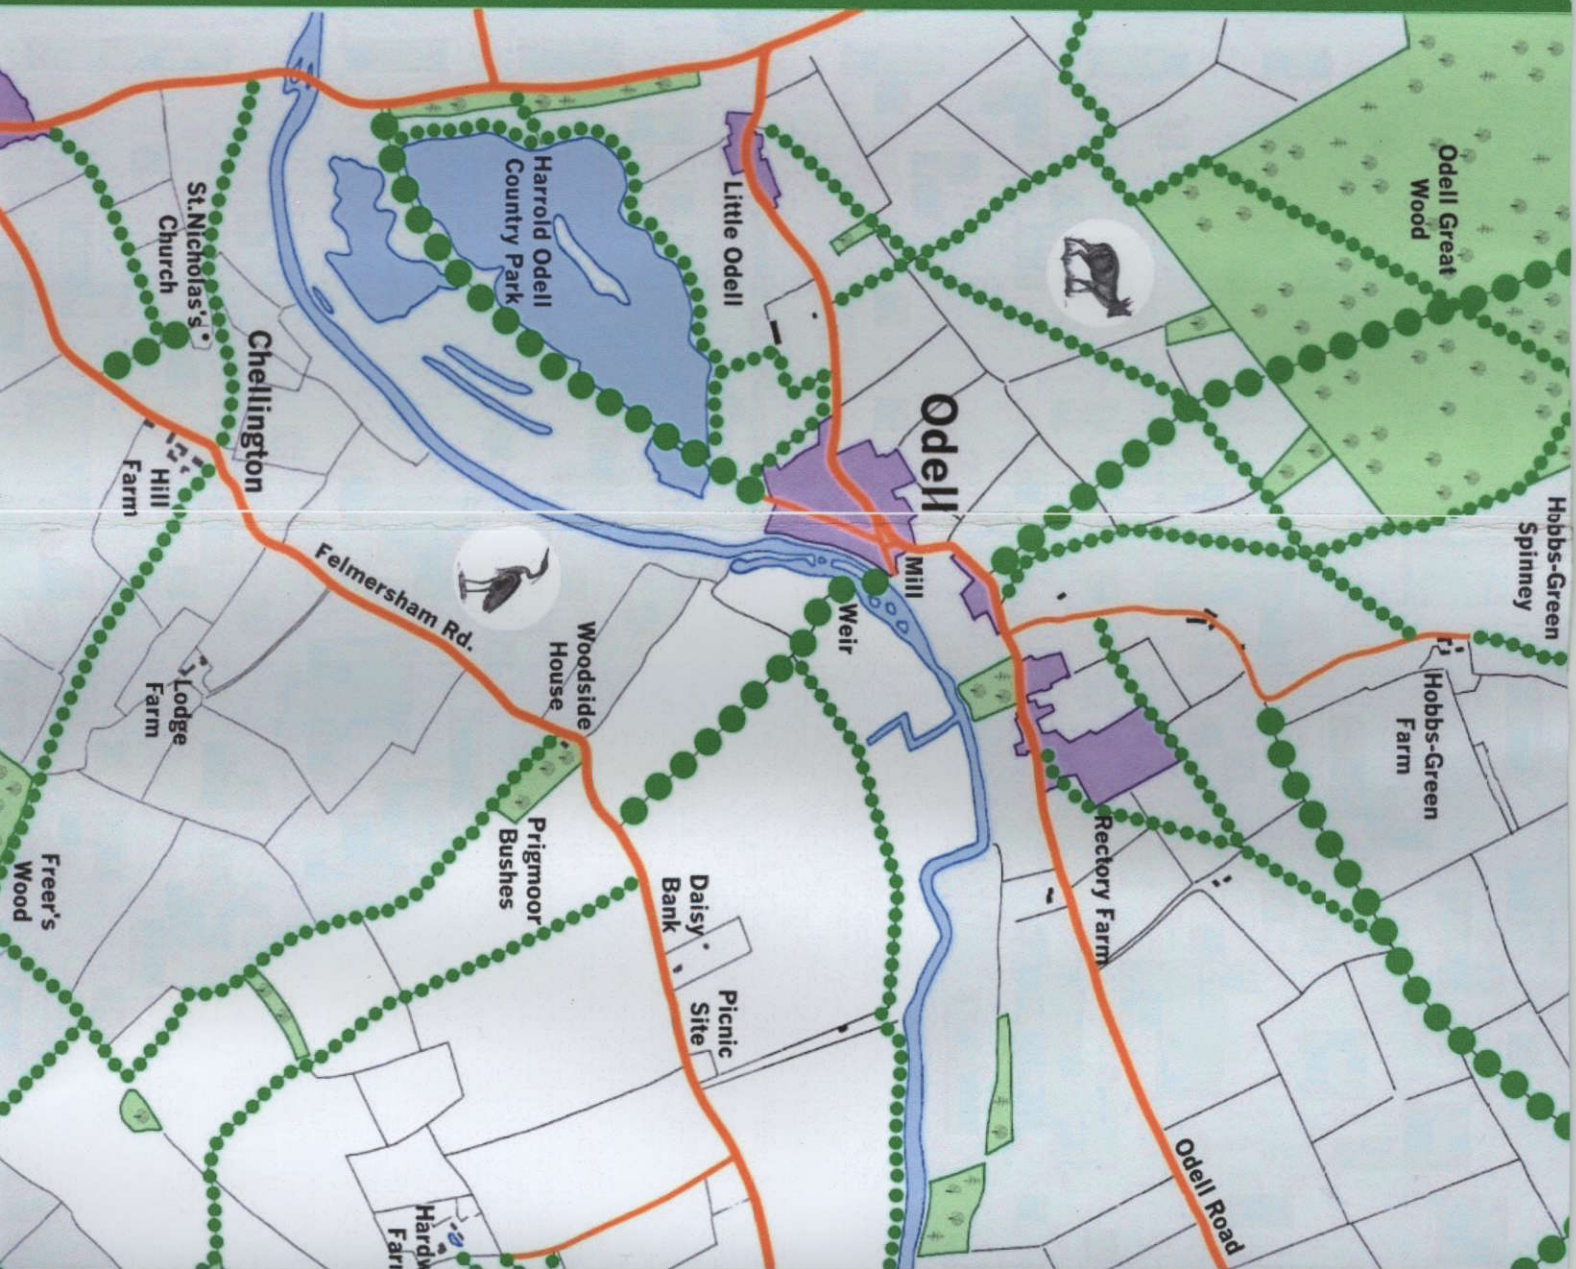 Odell Great
Wood
Hobbs-Green
Spinney
Hobbs-Green
Farm
Odell
Little Odell
Harrold Odell
Country Park
Mill
Weir
Rectory Farm
Odell Road
St.Nicholas's
Church
Chellington
Hill
Farm
Felmersham Rd.
Woodside
House
Lodge
Farm
Prigmoor
Bushes
Daisy
Bank
Picnic
Site
Freer's
Wood
Hardw
Farr